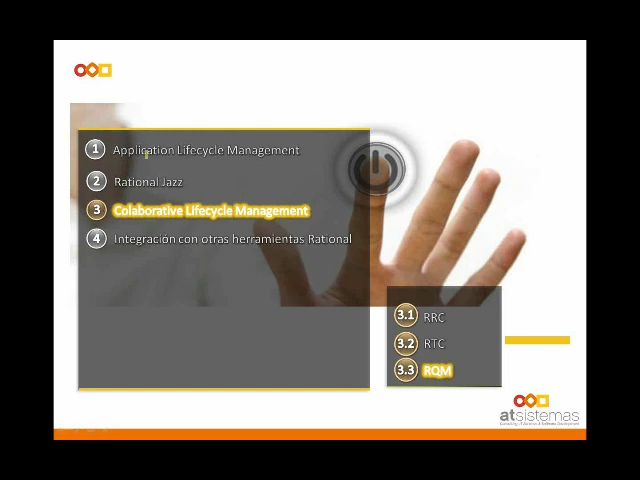 1 Application Lifecycle Management
2 Rational Jazz
3 Colaborative Lifecycle Management
4 Integración con otras herramientas Rational
3.1 RRC
3.2 RTC
3.3 RQM
atsistemas